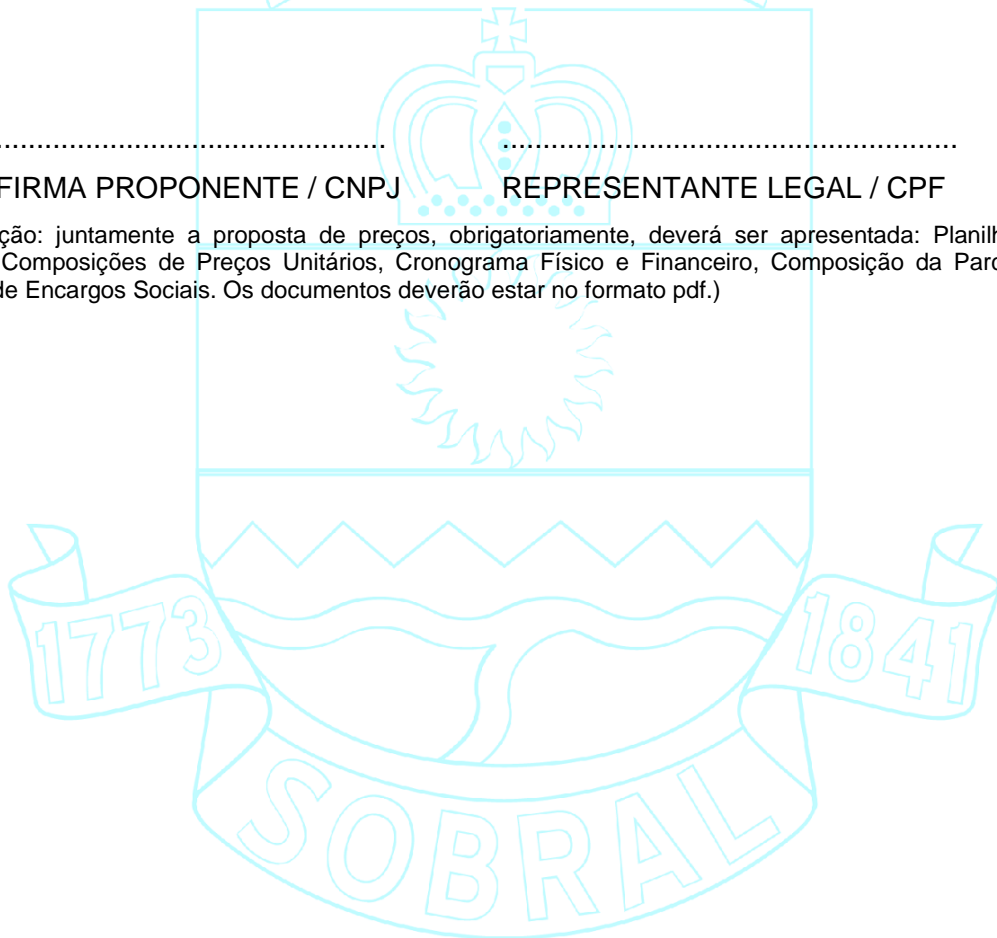 ................................................ ........................................................
FIRMA PROPONENTE / CNPJ REPRESENTANTE LEGAL / CPF
ção: juntamente a proposta de preços, obrigatoriamente, deverá ser apresentada: Planilh
Composições de Preços Unitários, Cronograma Físico e Financeiro, Composição da Parc
de Encargos Sociais. Os documentos deverão estar no formato pdf.)
1773 1841
SOBRAL